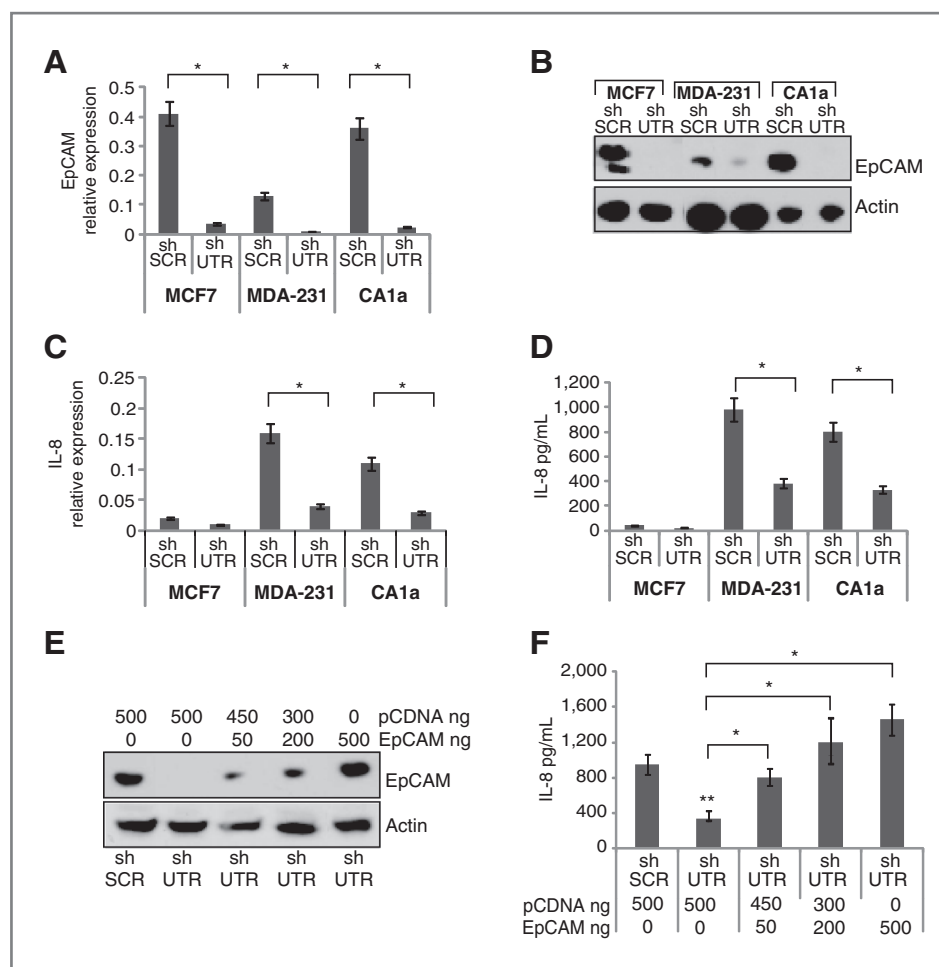 A
EpCAM
relative expression
0.5
0.4
0.3
0.2
0.1
0
* * *
sh sh sh sh sh sh
SCR UTR SCR UTR SCR UTR
MCF7 MDA-231 CA1a
B
MCF7 MDA-231 CA1a
sh sh sh sh sh sh
SCR UTR SCR UTR SCR UTR
EpCAM
Actin
C
IL-8
relative expression
0.25
0.2
0.15
0.1
0.05
0
* *
sh sh sh sh sh sh
SCR UTR SCR UTR SCR UTR
MCF7 MDA-231 CA1a
D
IL-8 pg/mL
1,200
1,000
800
600
400
200
0
* *
sh sh sh sh sh sh
SCR UTR SCR UTR SCR UTR
MCF7 MDA-231 CA1a
E
500 500 450 300 0 pCDNA ng
0 0 50 200 500 EpCAM ng
EpCAM
Actin
sh sh sh sh sh
SCR UTR UTR UTR UTR
F
IL-8 pg/mL
2,000
1,600
1,200
800
400
0
*
*
*
**
sh sh sh sh sh
SCR UTR UTR UTR UTR
pCDNA ng 500 500 450 300 0
EpCAM ng 0 0 50 200 500